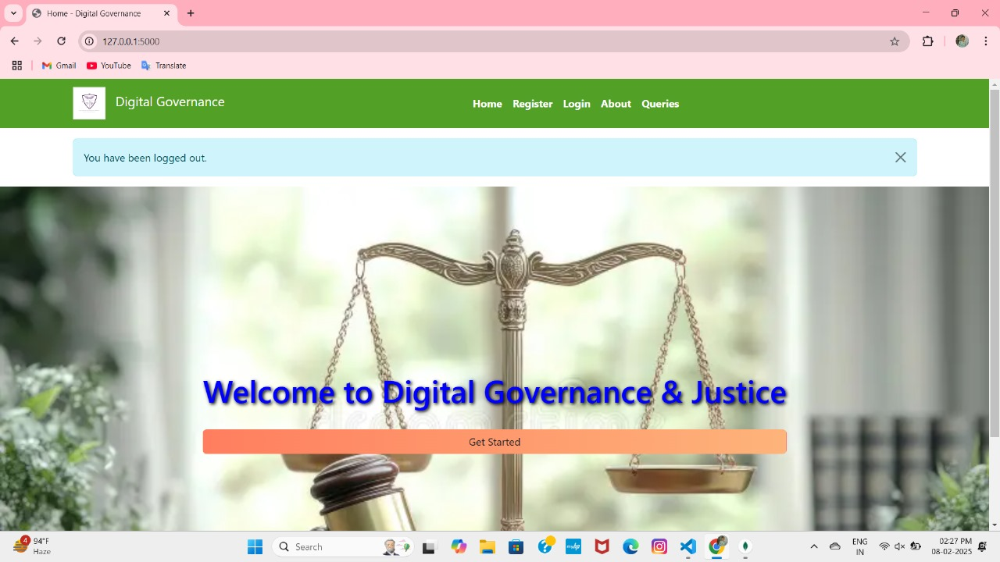 Home - Digital Governance
127.0.0.1:5000
Gmail
YouTube
Translate
Digital Governance
Home
Register
Login
About
Queries
You have been logged out.
Welcome to Digital Governance & Justice
Get Started
4
94°F
Haze
Search
ENG
IN
02:27 PM
08-02-2025